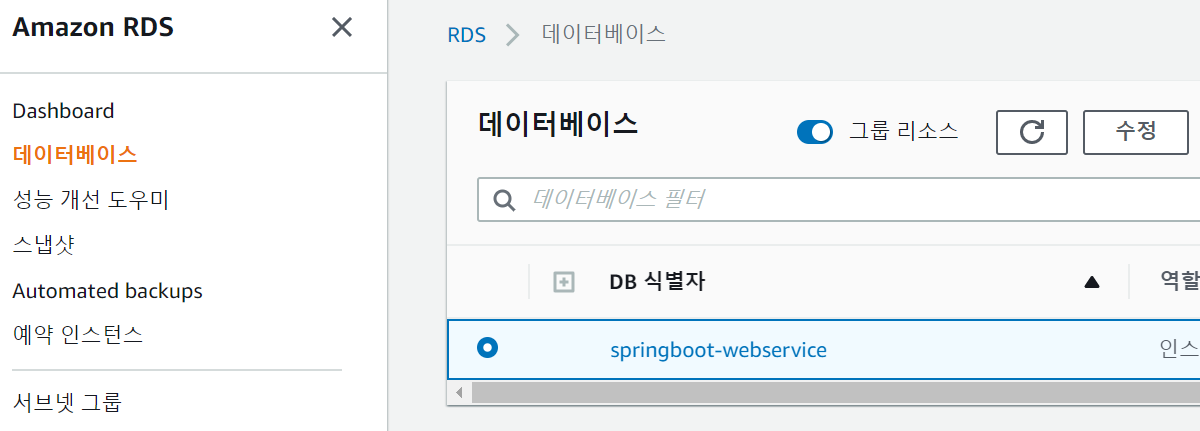 Amazon RDS
Dashboard
데이터베이스
성능 개선 도우미
스냅샷
Automated backups
예약 인스턴스
서브넷 그룹
RDS 데이터베이스
데이터베이스 그룹 리소스 수정
데이터베이스 필터
DB 식별자 역할
springboot-webservice 인스